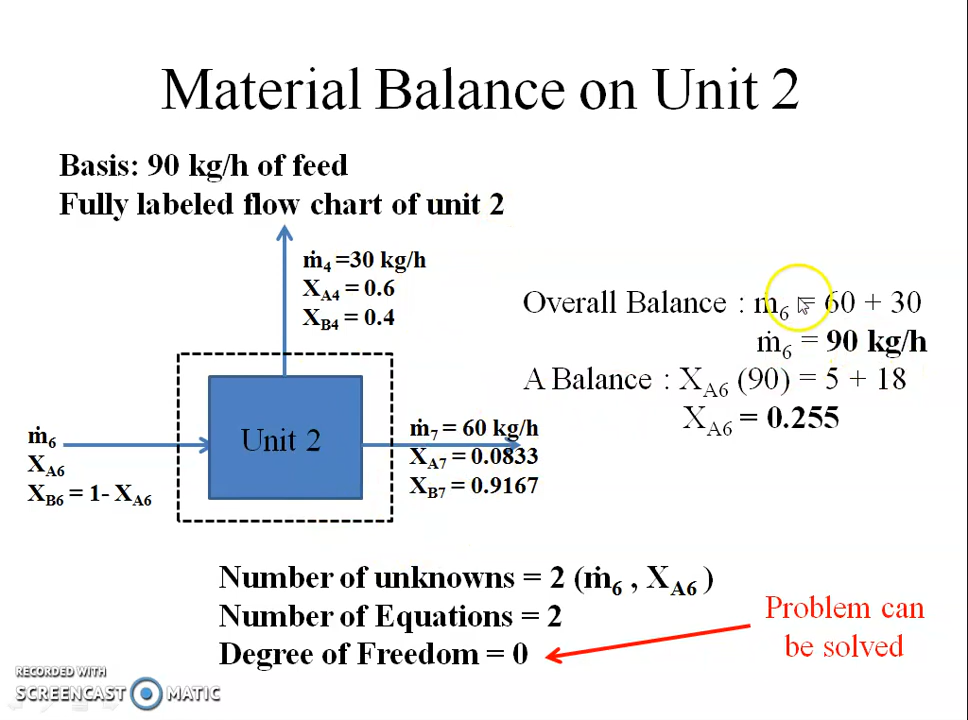 Material Balance on Unit 2
Basis: 90 kg/h of feed
Fully labeled flow chart of unit 2
ṁ4 =30 kg/h
XA4 = 0.6
XB4 = 0.4
Overall Balance : ṁ6 = 60 + 30
ṁ6 = 90 kg/h
A Balance : XA6 (90) = 5 + 18
XA6 = 0.255
ṁ6
XA6
XB6 = 1- XA6
Unit 2
ṁ7 = 60 kg/h
XA7 = 0.0833
XB7 = 0.9167
Number of unknowns = 2 (ṁ6 , XA6 )
Number of Equations = 2
Degree of Freedom = 0
Problem can
be solved
RECORDED WITH
SCREENCAST MATIC